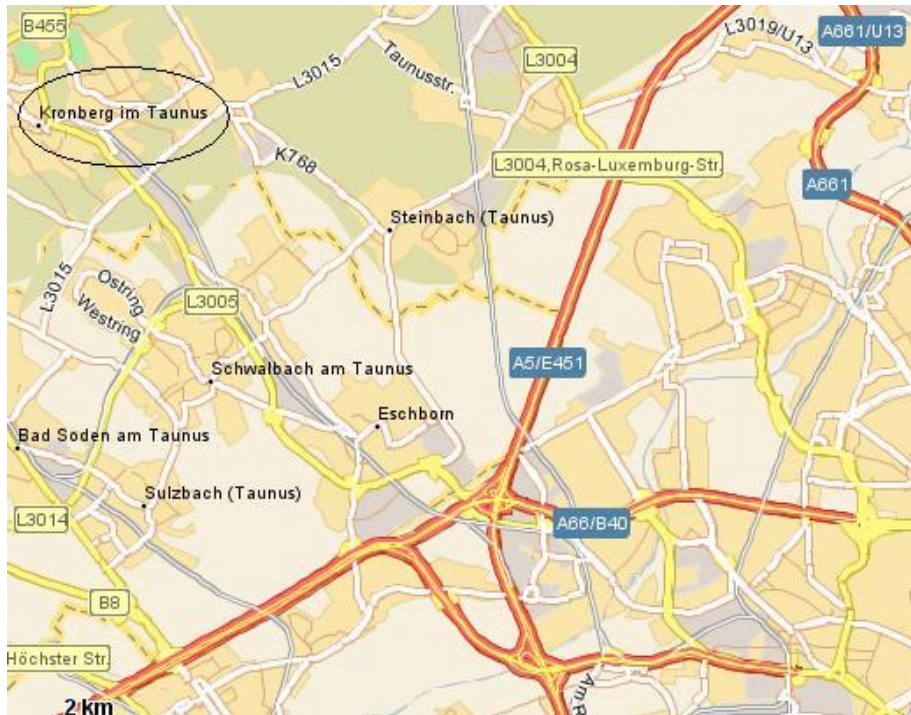 B455
A661/U13
L3019/U13
L3004
Taunusstr.
L3015
Kronberg im Taunus
K768
L3004,Rosa-Luxemburg-Str.
A661
Steinbach (Taunus)
L3015
Ostring
Westring
L3005
A5/E451
Schwalbach am Taunus
Eschborn
Bad Soden am Taunus
Sulzbach (Taunus)
L3014
A66/B40
B8
Höchster Str.
Am
2 km